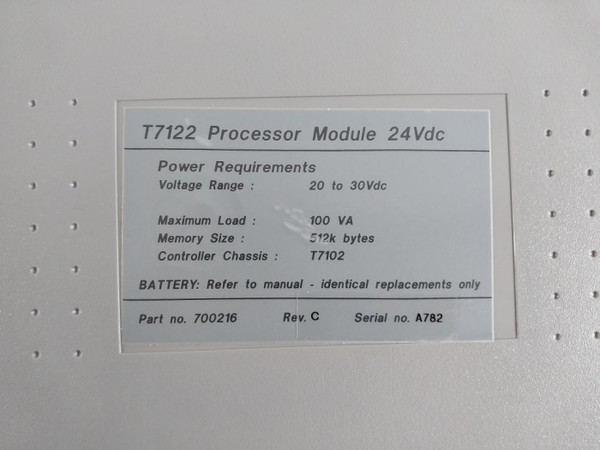 T7122 Processor Module 24Vdc
Power Requirements
Voltage Range : 20 to 30Vdc
Maximum Load : 100 VA
Memory Size : 512k bytes
Controller Chassis : T7102
BATTERY: Refer to manual - identical replacements only
Part no. 700216 Rev. C Serial no. A782